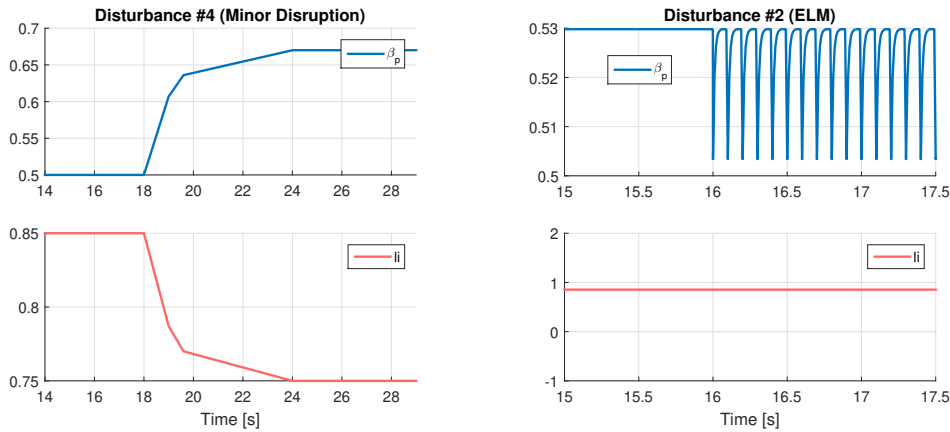 Disturbance #4 (Minor Disruption)
0.7
0.65
0.6
0.55
0.5
14 16 18 20 22 24 26 28
β_p
0.85
0.8
0.75
14 16 18 20 22 24 26 28
li
Time [s]
Disturbance #2 (ELM)
0.53
0.52
0.51
0.5
15 15.5 16 16.5 17 17.5
β_p
2
1
0
-1
15 15.5 16 16.5 17 17.5
li
Time [s]